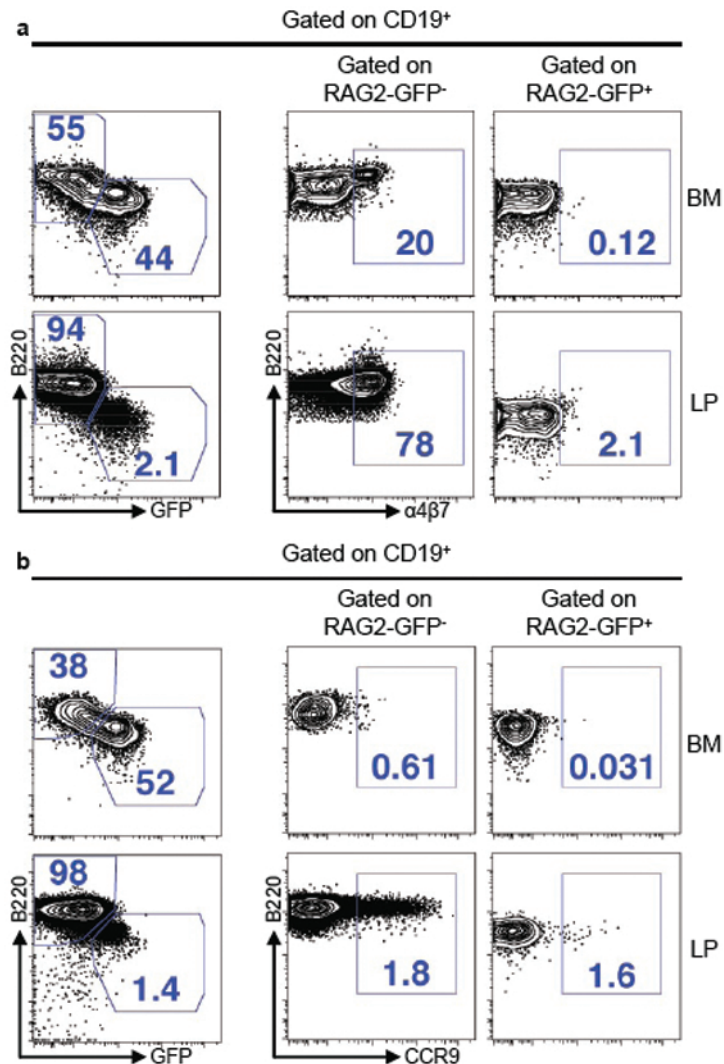 a
Gated on CD19⁺
Gated on RAG2-GFP⁻
Gated on RAG2-GFP⁺
55
44
20
0.12
BM
94
2.1
78
2.1
LP
B220
GFP
α4β7
b
Gated on CD19⁺
Gated on RAG2-GFP⁻
Gated on RAG2-GFP⁺
38
52
0.61
0.031
BM
98
1.4
1.8
1.6
LP
B220
GFP
B220
CCR9